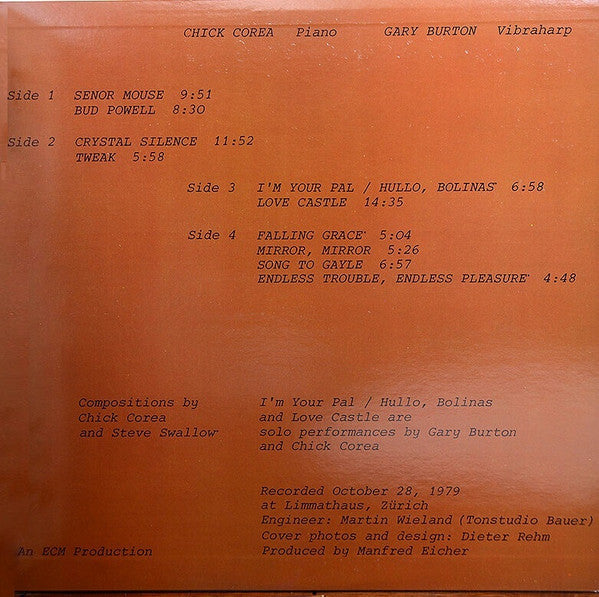 CHICK COREA Piano GARY BURTON Vibraharp
Side 1 SENOR MOUSE 9:51
BUD POWELL 8:30
Side 2 CRYSTAL SILENCE 11:52
TWEAK 5:58
Side 3 I'M YOUR PAL / HULLO, BOLINAS* 6:58
LOVE CASTLE 14:35
Side 4 FALLING GRACE* 5:04
MIRROR, MIRROR 5:26
SONG TO GAYLE 6:57
ENDLESS TROUBLE, ENDLESS PLEASURE* 4:48
Compositions by
Chick Corea
and Steve Swallow*
I'm Your Pal / Hullo, Bolinas
and Love Castle are
solo performances by Gary Burton
and Chick Corea
Recorded October 28, 1979
at Limmathaus, Zürich
Engineer: Martin Wieland (Tonstudio Bauer)
Cover photos and design: Dieter Rehm
Produced by Manfred Eicher
An ECM Production